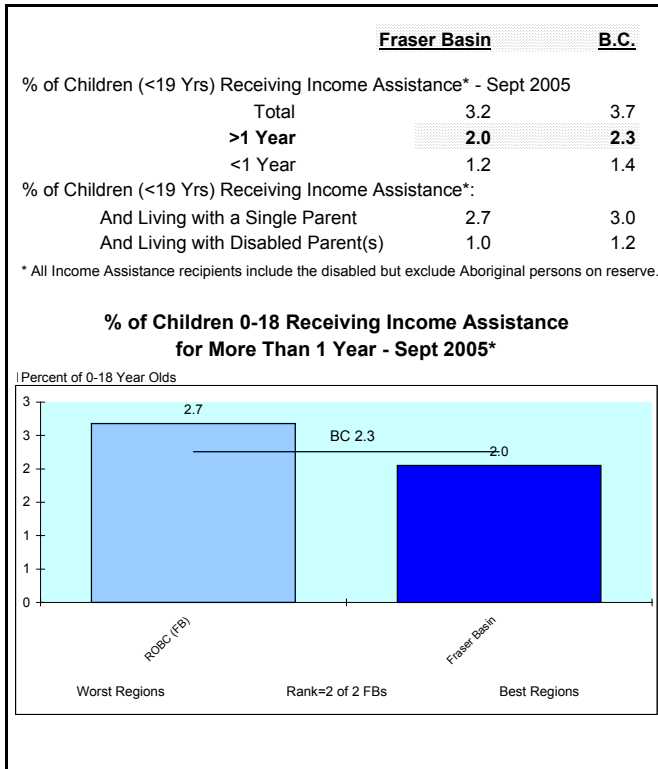 Fraser Basin B.C.
% of Children (<19 Yrs) Receiving Income Assistance* - Sept 2005
Total 3.2 3.7
>1 Year 2.0 2.3
<1 Year 1.2 1.4
% of Children (<19 Yrs) Receiving Income Assistance*:
And Living with a Single Parent 2.7 3.0
And Living with Disabled Parent(s) 1.0 1.2
* All Income Assistance recipients include the disabled but exclude Aboriginal persons on reserve.
% of Children 0-18 Receiving Income Assistance
for More Than 1 Year - Sept 2005*
Percent of 0-18 Year Olds
3
3
2
2
1
1
0
2.7
BC 2.3
2.0
ROBC (FB)
Fraser Basin
Worst Regions Rank=2 of 2 FBs Best Regions